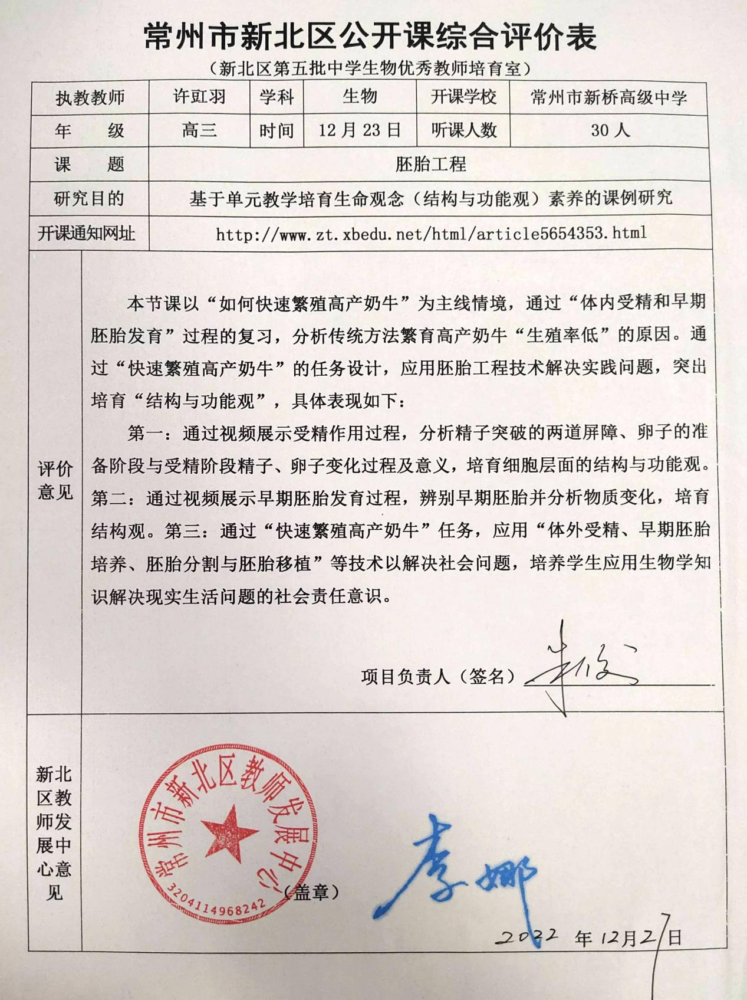 常州市新北区公开课综合评价表
（新北区第五批中学生物优秀教师培育室）
执教教师 许豇羽 学科 生物 开课学校 常州市新桥高级中学
年 级 高三 时间 12月23日 听课人数 30人
课 题 胚胎工程
研究目的 基于单元教学培育生命观念（结构与功能观）素养的课例研究
开课通知网址 http://www.zt.xbedu.net/html/article5654353.html
评价
意见
本节课以“如何快速繁殖高产奶牛”为主线情境，通过“体内受精和早期
胚胎发育”过程的复习，分析传统方法繁育高产奶牛“生殖率低”的原因。通
过“快速繁殖高产奶牛”的任务设计，应用胚胎工程技术解决实践问题，突出
培育“结构与功能观”，具体表现如下：
第一：通过视频展示受精作用过程，分析精子突破的两道屏障、卵子的准
备阶段与受精阶段精子、卵子变化过程及意义，培育细胞层面的结构与功能观。
第二：通过视频展示早期胚胎发育过程，辨别早期胚胎并分析物质变化，培育
结构观。第三：通过“快速繁殖高产奶牛”任务，应用“体外受精、早期胚胎
培养、胚胎分割与胚胎移植”等技术以解决社会问题，培养学生应用生物学知
识解决现实生活问题的社会责任意识。
项目负责人（签名）
新北
区教
师发
展中
心意
见
常州市新北区教师发展中心
3204114968242
（盖章）
李娜
2022 年 12月27日